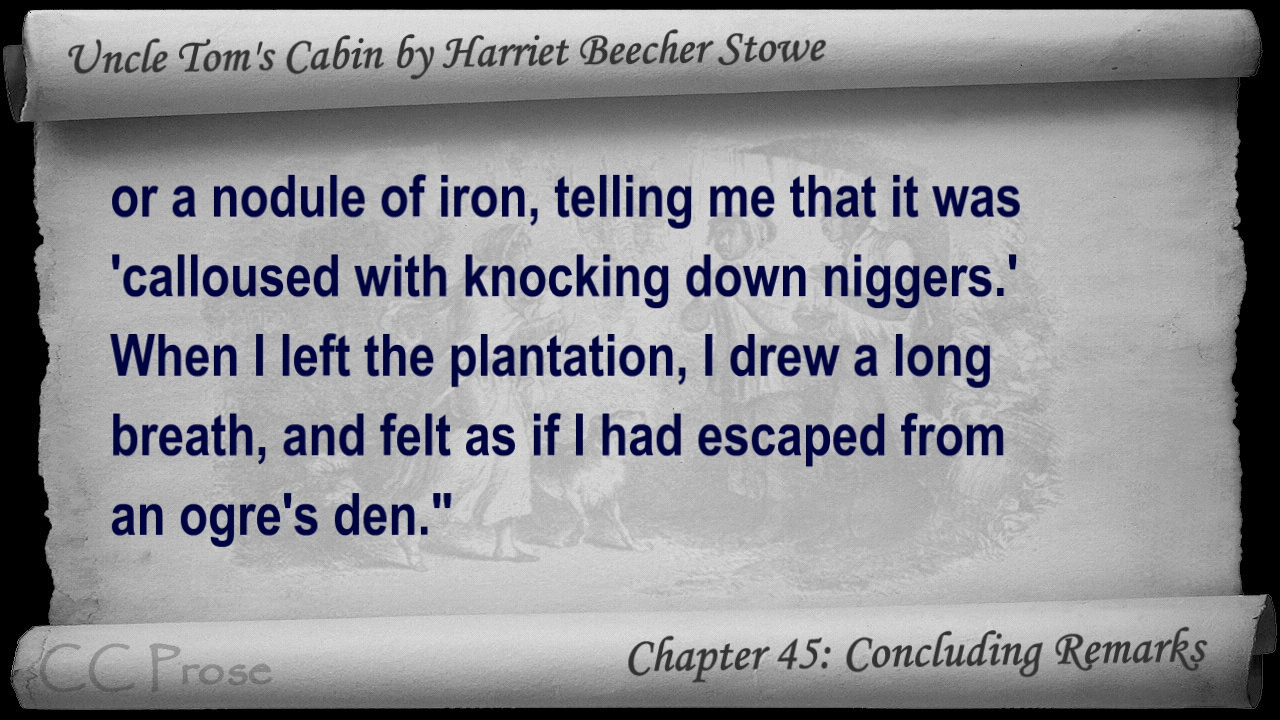 Uncle Tom's Cabin by Harriet Beecher Stowe
or a nodule of iron, telling me that it was
'calloused with knocking down niggers.'
When I left the plantation, I drew a long
breath, and felt as if I had escaped from
an ogre's den."
CC Prose
Chapter 45: Concluding Remarks